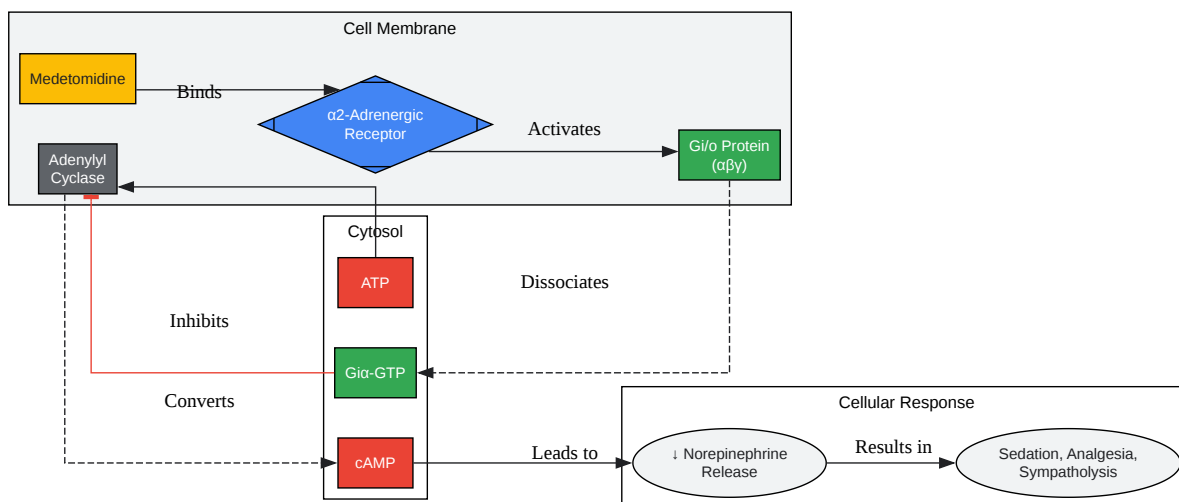 Cell Membrane
Medetomidine
Binds
α2-Adrenergic
Receptor
Activates
Gi/o Protein
(αβγ)
Adenylyl
Cyclase
Cytosol
ATP
Dissociates
Inhibits
Giα-GTP
Converts
cAMP
Leads to
Cellular Response
↓ Norepinephrine
Release
Results in
Sedation, Analgesia,
Sympatholysis